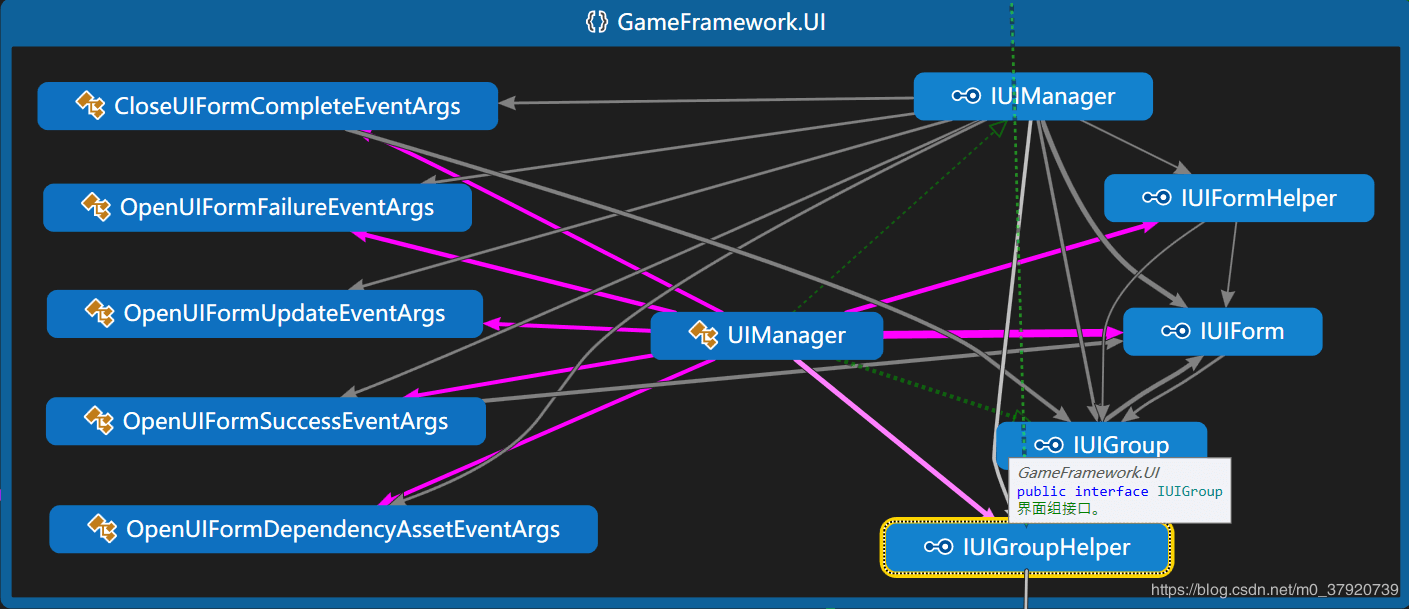 GameFramework.UI
CloseUIFormCompleteEventArgs
IUIManager
OpenUIFormFailureEventArgs
IUIFormHelper
OpenUIFormUpdateEventArgs
UIManager
IUIForm
OpenUIFormSuccessEventArgs
IUIGroup
GameFramework.UI
public interface IUIGroup
界面组接口。
OpenUIFormDependencyAssetEventArgs
IUIGroupHelper
https://blog.csdn.net/m0_37920739